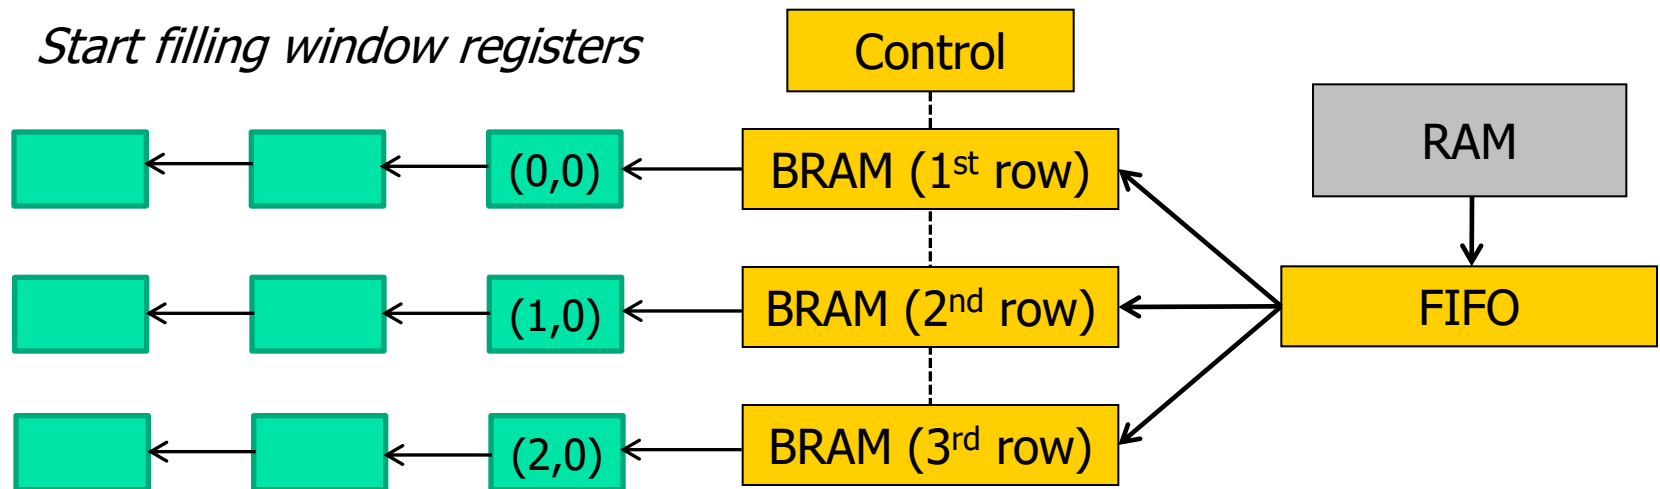 Start filling window registers
Control
RAM
(0,0)
BRAM (1st row)
(1,0)
BRAM (2nd row)
FIFO
(2,0)
BRAM (3rd row)